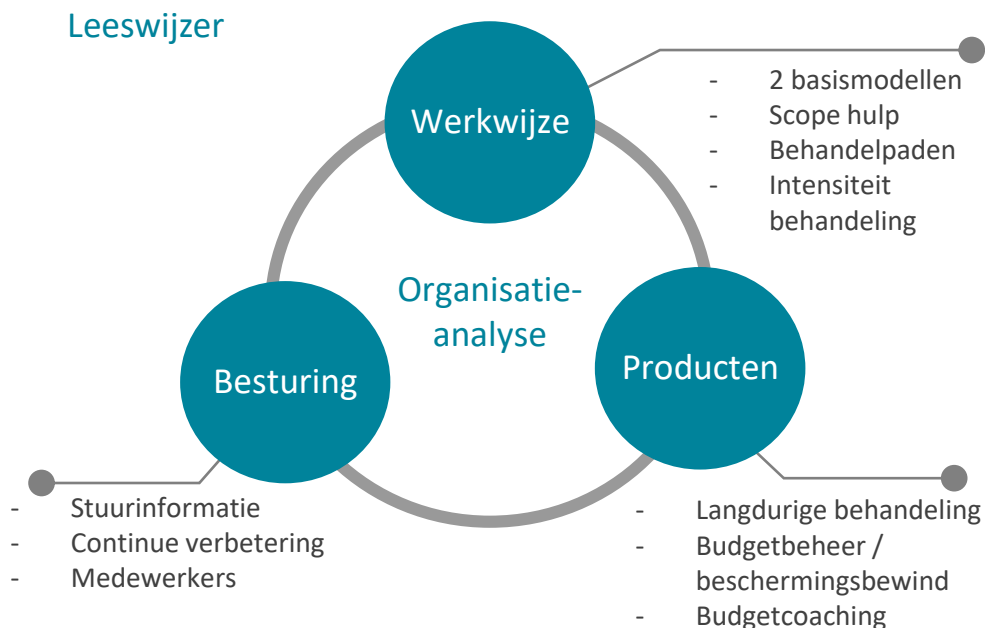 Leeswijzer
Werkwijze
- 2 basismodellen
- Scope hulp
- Behandelpaden
- Intensiteit
behandeling
Organisatie-
analyse
Besturing
Producten
- Stuurinformatie
- Continue verbetering
- Medewerkers
- Langdurige behandeling
- Budgetbeheer /
beschermingsbewind
- Budgetcoaching